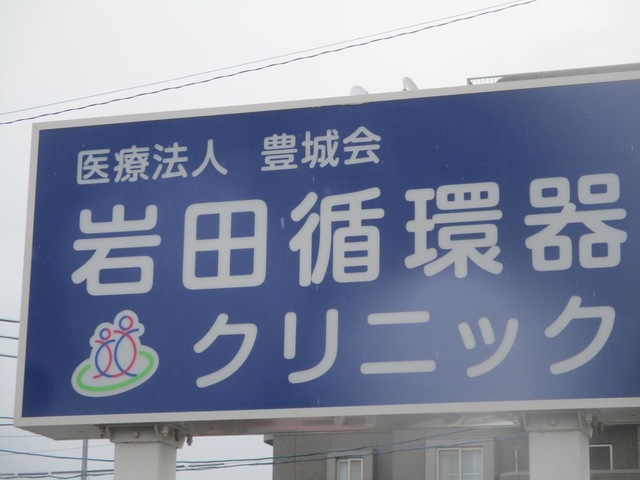 医療法人 豊城会
岩田循環器
クリニック